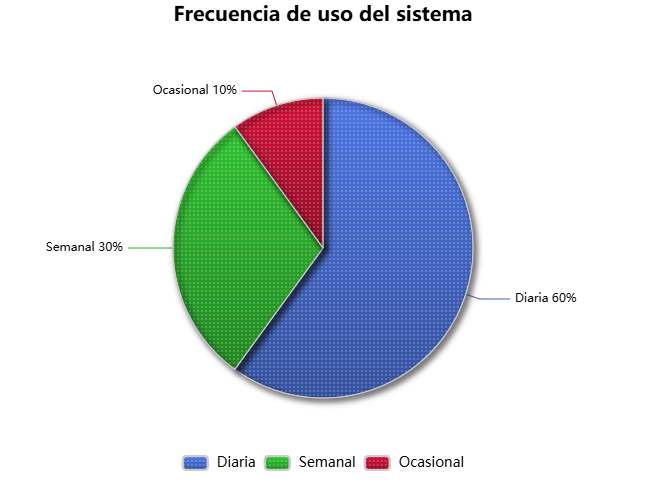 Frecuencia de uso del sistema
Ocasional 10%
Semanal 30%
Diaria 60%
Diaria Semanal Ocasional